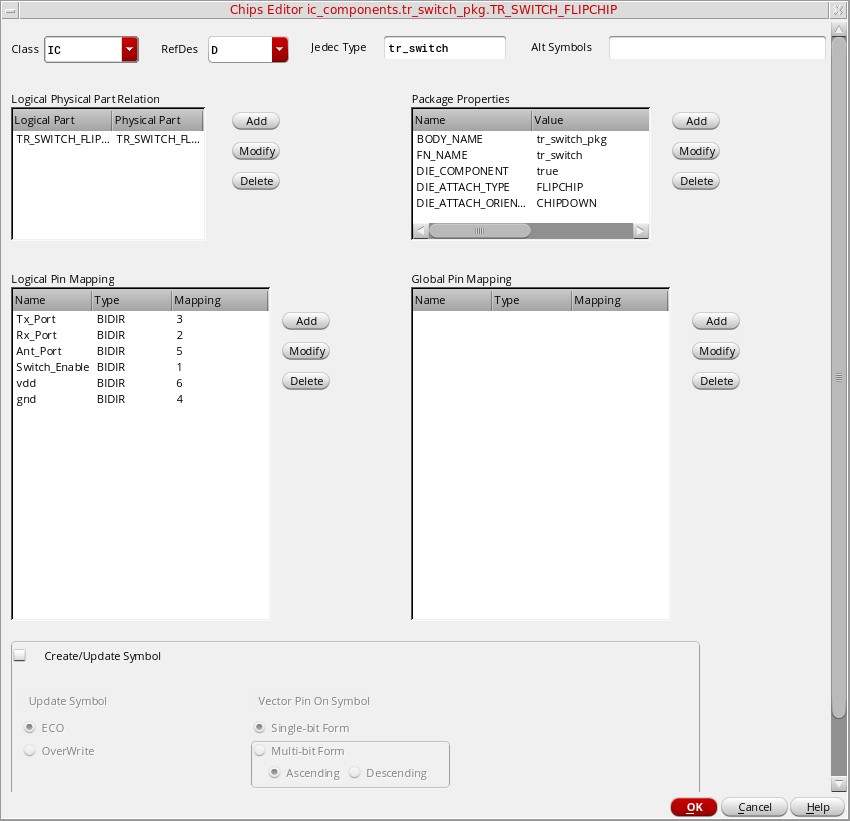 Chips Editor ic_components.tr_switch_pkg.TR_SWITCH_FLIPCHIP
Class IC RefDes D Jedec Type tr_switch Alt Symbols
Logical Physical Part Relation Package Properties
Logical Part Physical Part Add Name Value Add
TR_SWITCH_FLIP... TR_SWITCH_FL... BODY_NAME tr_switch_pkg
Modify FN_NAME tr_switch Modify
DIE_COMPONENT true
Delete DIE_ATTACH_TYPE FLIPCHIP Delete
DIE_ATTACH_ORIEN... CHIPDOWN
Logical Pin Mapping Global Pin Mapping
Name Type Mapping Name Type Mapping
Tx_Port BIDIR 3 Add Add
Rx_Port BIDIR 2
Ant_Port BIDIR 5 Modify Modify
Switch_Enable BIDIR 1
vdd BIDIR 6 Delete Delete
gnd BIDIR 4
Create/Update Symbol
Update Symbol Vector Pin On Symbol
ECO Single-bit Form
OverWrite Multi-bit Form
Ascending Descending
OK Cancel Help